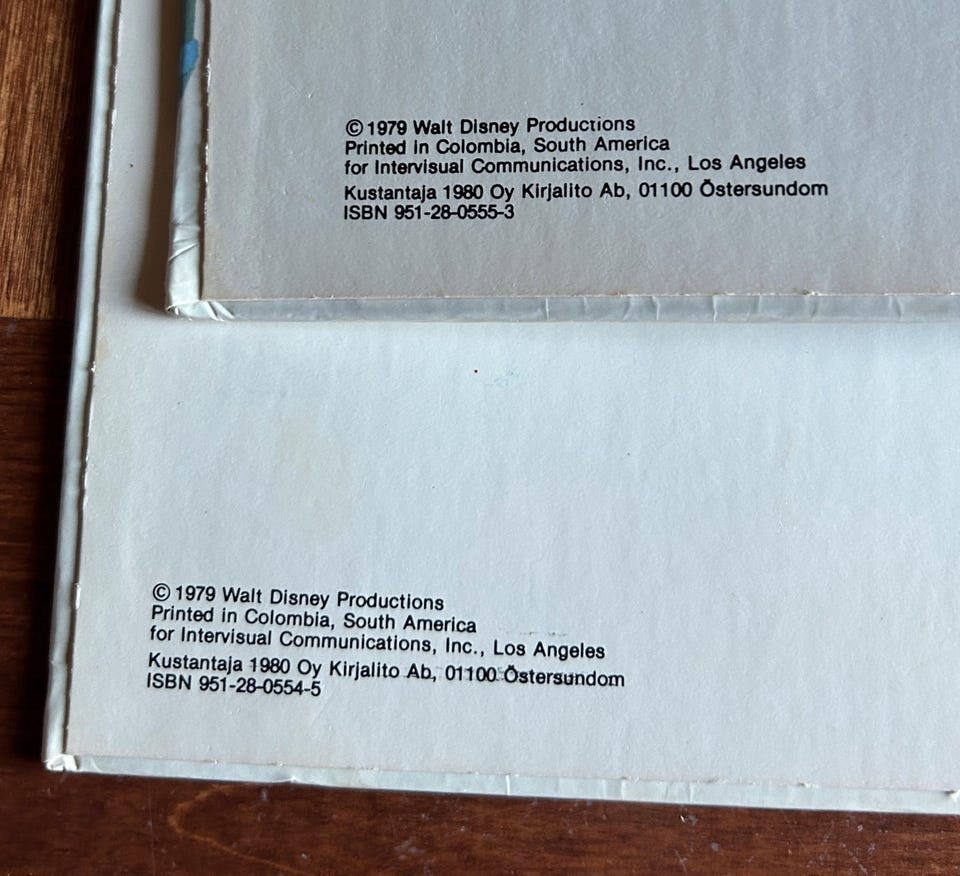 © 1979 Walt Disney Productions
Printed in Colombia, South America
for Intervisual Communications, Inc., Los Angeles
Kustantaja 1980 Oy Kirjalito Ab, 01100 Östersundom
ISBN 951-28-0555-3
© 1979 Walt Disney Productions
Printed in Colombia, South America
for Intervisual Communications, Inc., Los Angeles
Kustantaja 1980 Oy Kirjalito Ab, 01100 Östersundom
ISBN 951-28-0554-5